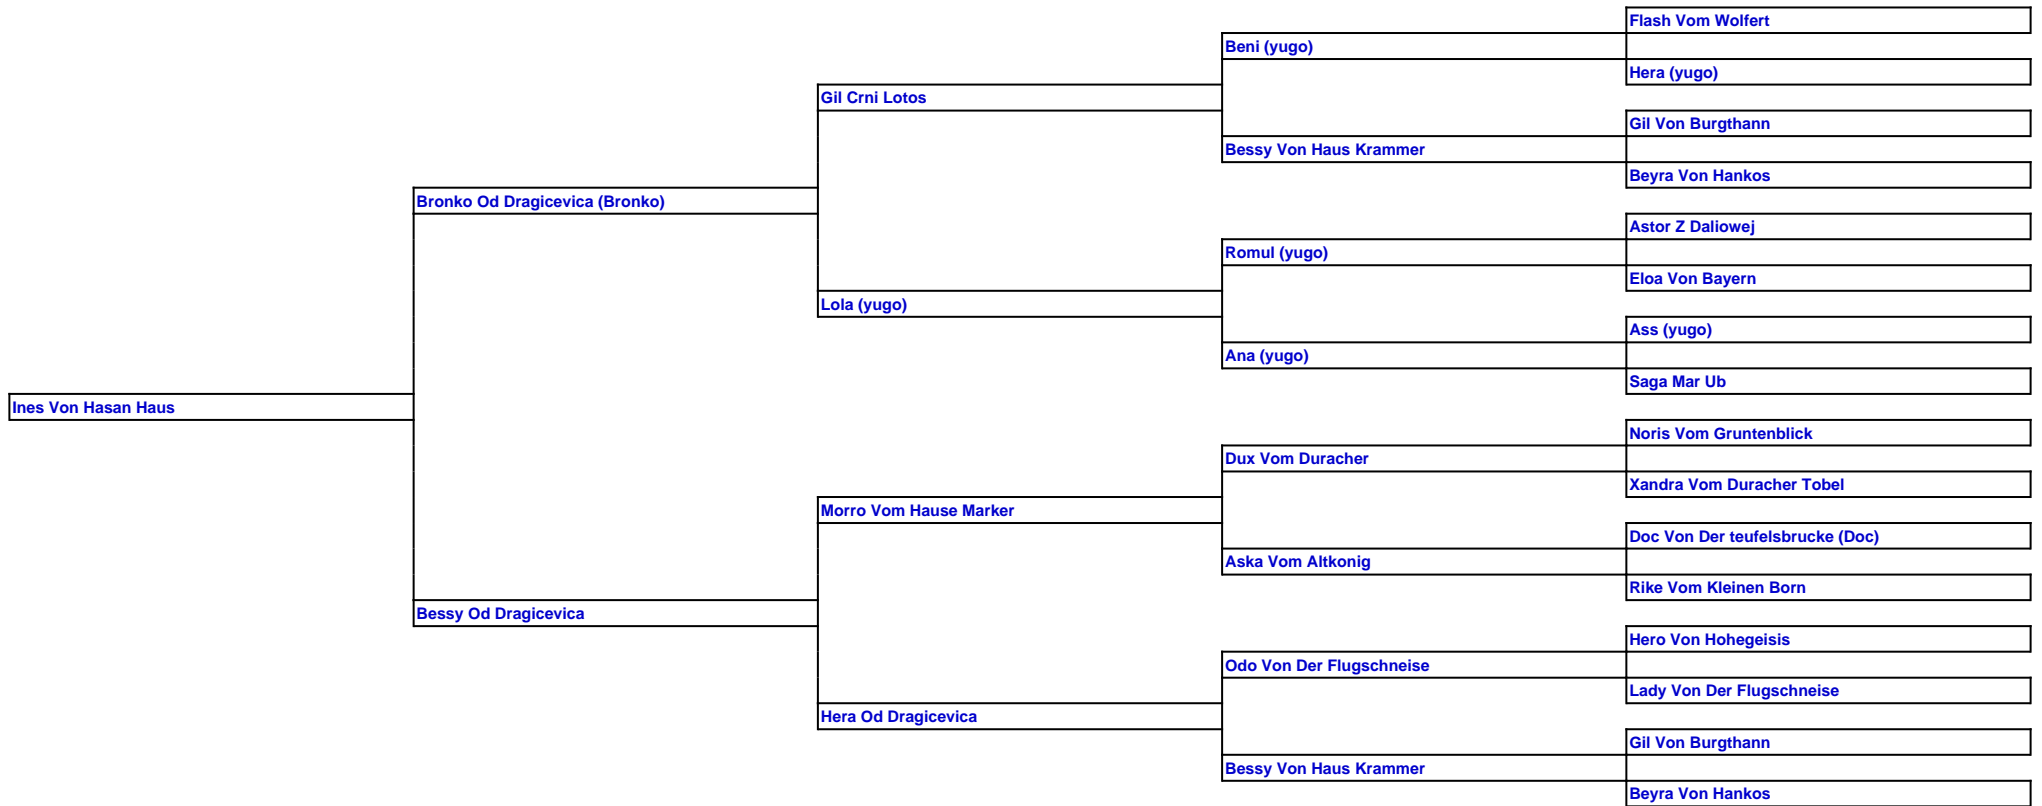 Flash Vom Wolfert
Beni (yugo)
Hera (yugo)
Gil Crni Lotos
Gil Von Burgthann
Bessy Von Haus Krammer
Beyra Von Hankos
Bronko Od Dragicevica (Bronko)
Astor Z Daliowej
Romul (yugo)
Eloa Von Bayern
Lola (yugo)
Ass (yugo)
Ana (yugo)
Saga Mar Ub
Ines Von Hasan Haus
Noris Vom Gruntenblick
Dux Vom Duracher
Xandra Vom Duracher Tobel
Morro Vom Hause Marker
Doc Von Der teufelsbrucke (Doc)
Aska Vom Altkonig
Rike Vom Kleinen Born
Bessy Od Dragicevica
Hero Von Hohegeisis
Odo Von Der Flugschneise
Lady Von Der Flugschneise
Hera Od Dragicevica
Gil Von Burgthann
Bessy Von Haus Krammer
Beyra Von Hankos